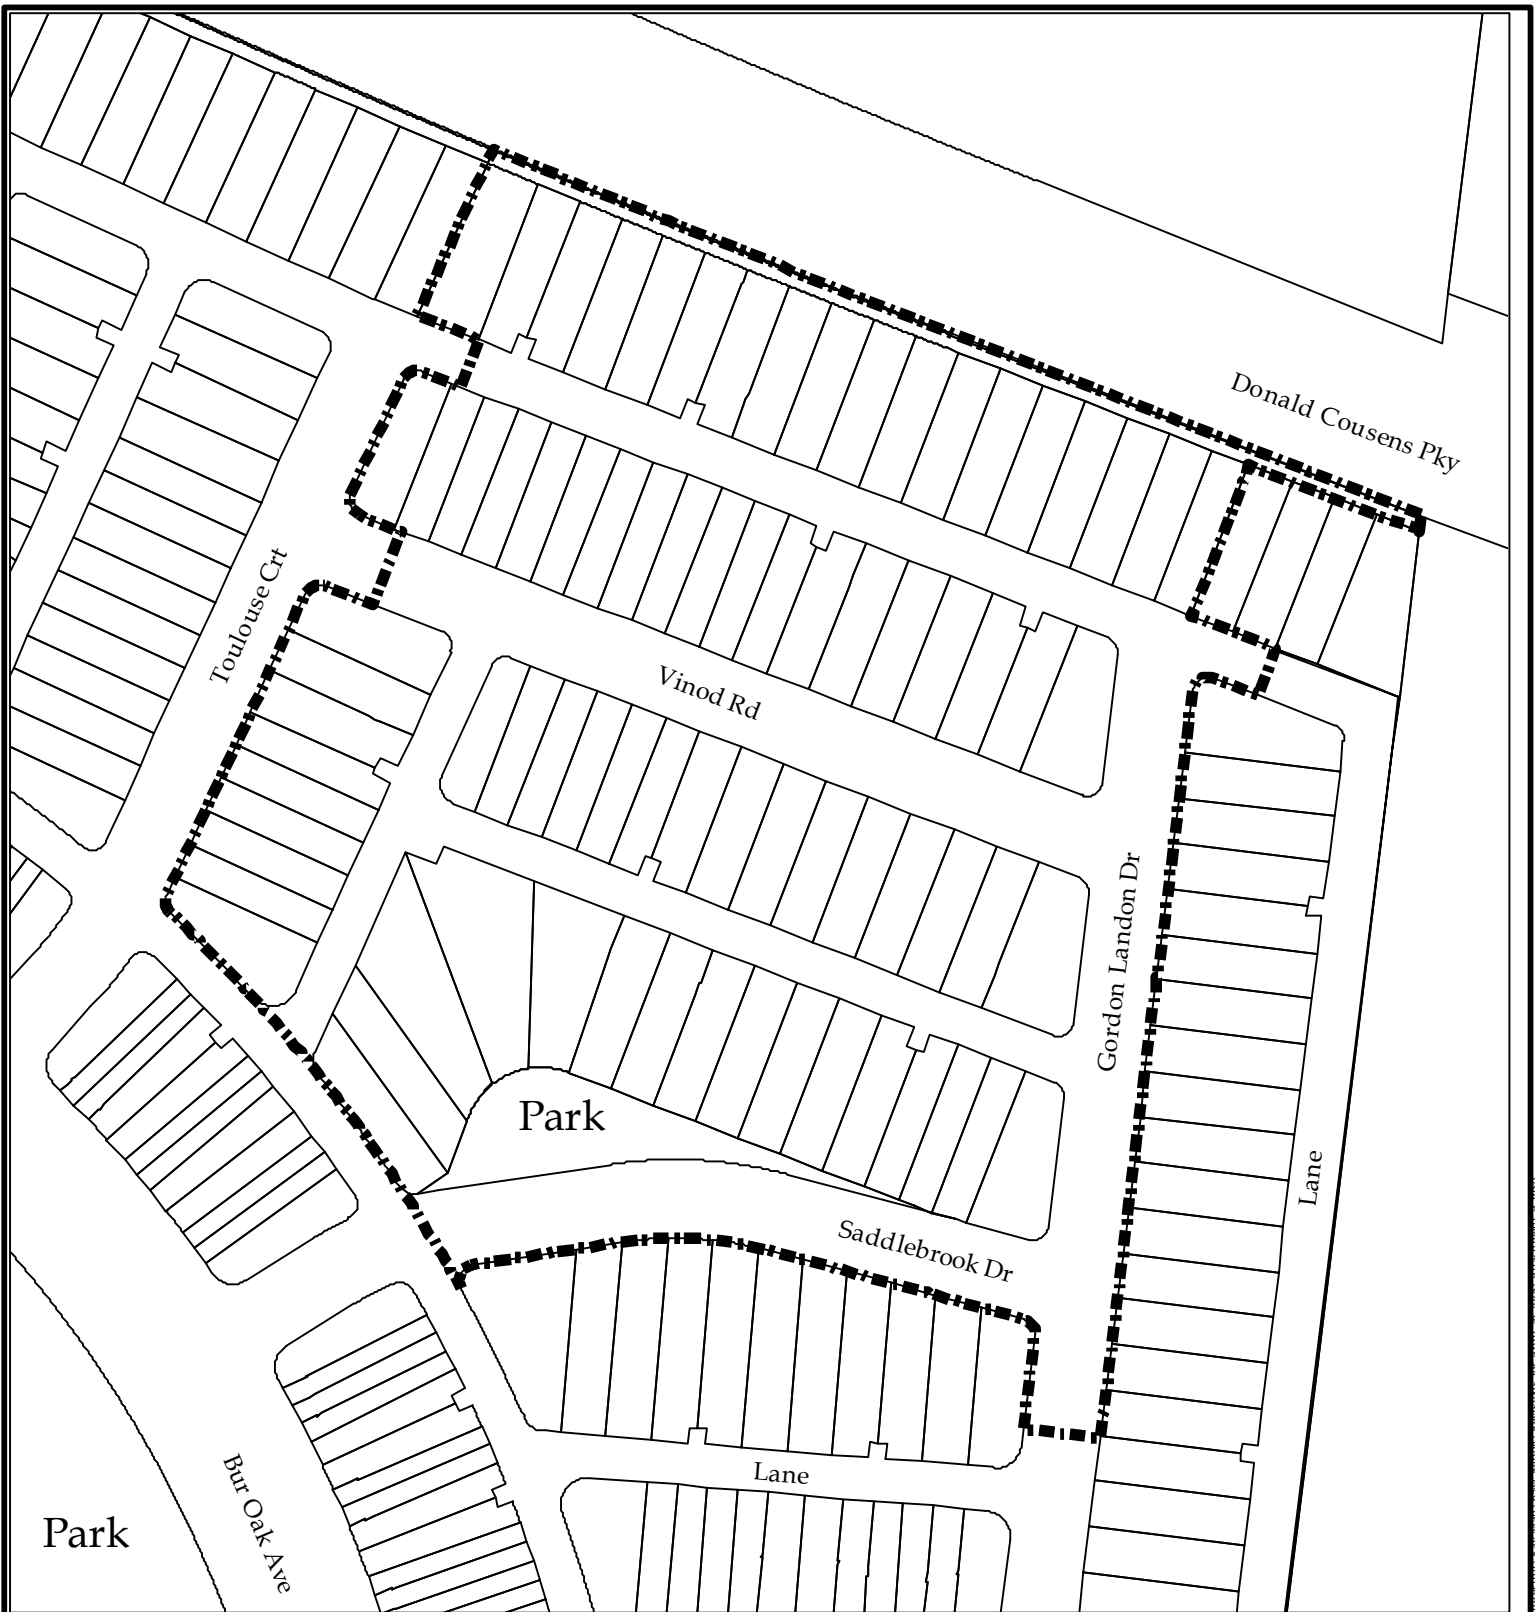 Donald Cousens Pky
Toulouse Crt
Vinod Rd
Gordon Landon Dr
Park
Lane
Saddlebrook Dr
Lane
Bur Oak Ave
Park